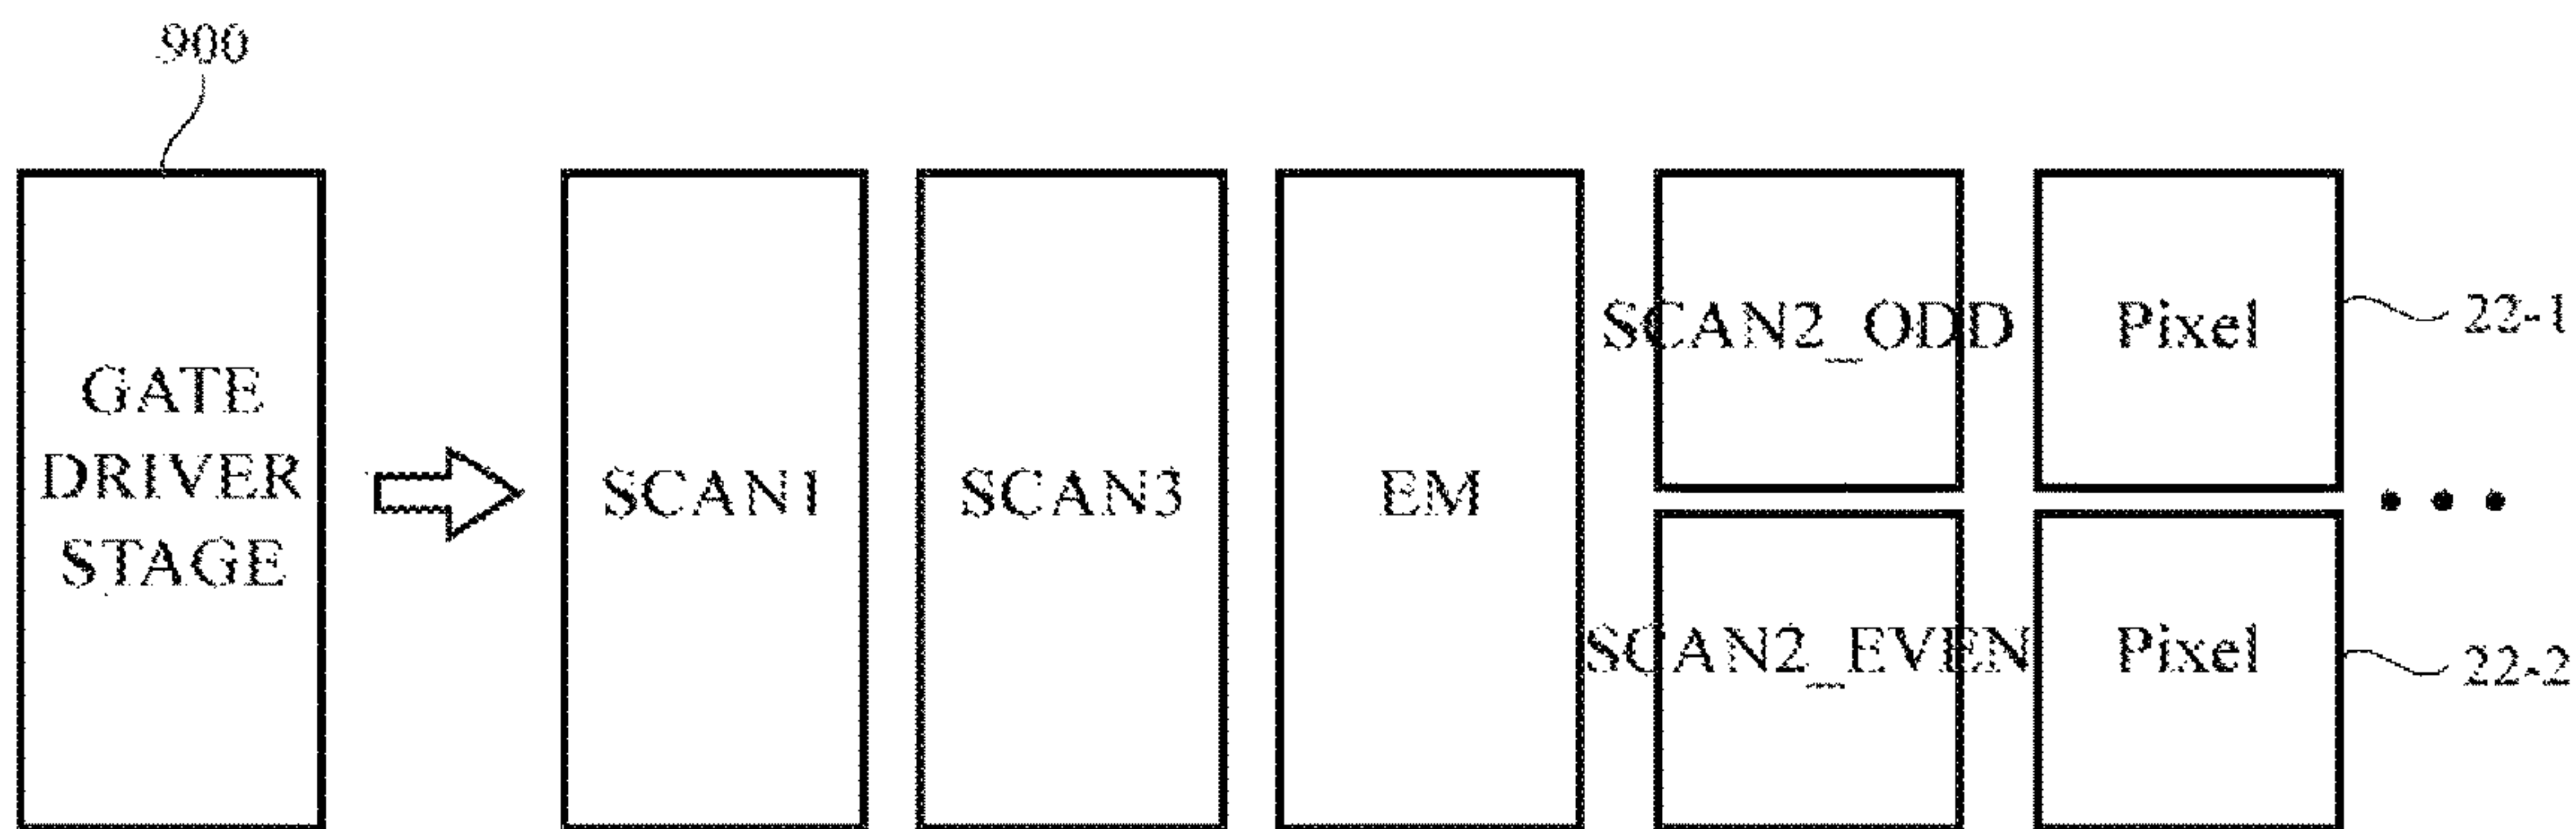 900
GATE
DRIVER
STAGE
SCAN1
SCAN3
EM
SCAN2_ODD
Pixel
22-1
SCAN2_EVEN
Pixel
22-2